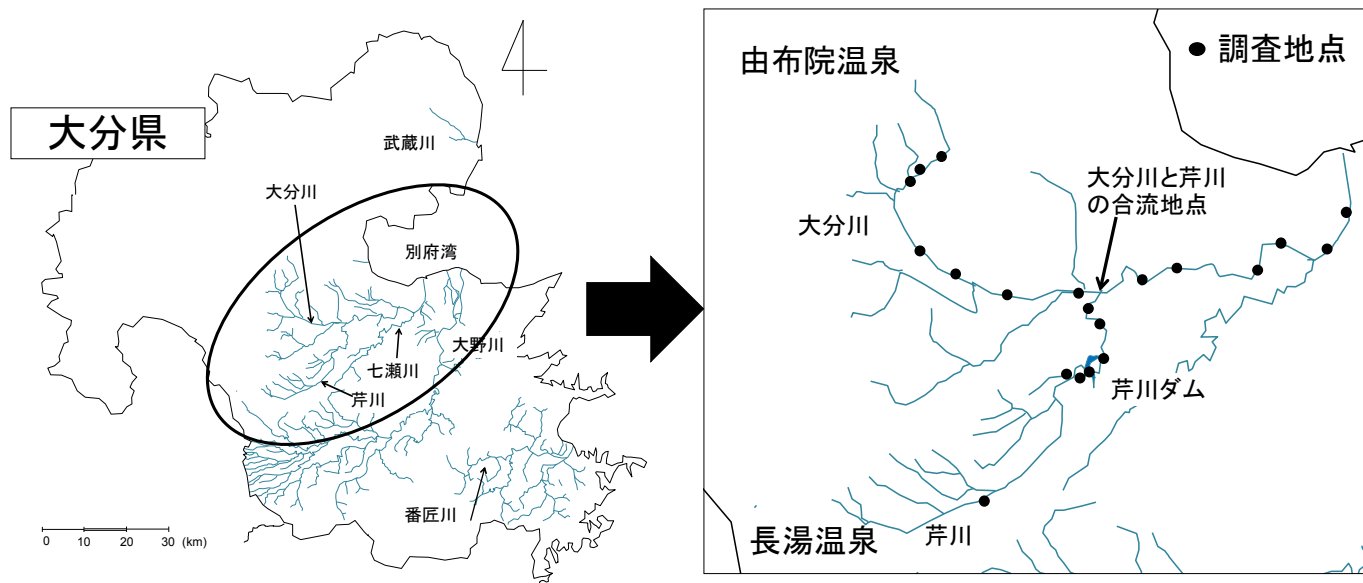 大分県
武蔵川
大分川
別府湾
大野川
七瀬川
芹川
番匠川
0 10 20 30 (km)
由布院温泉
● 調査地点
大分川と芹川
の合流地点
大分川
芹川ダム
長湯温泉
芹川